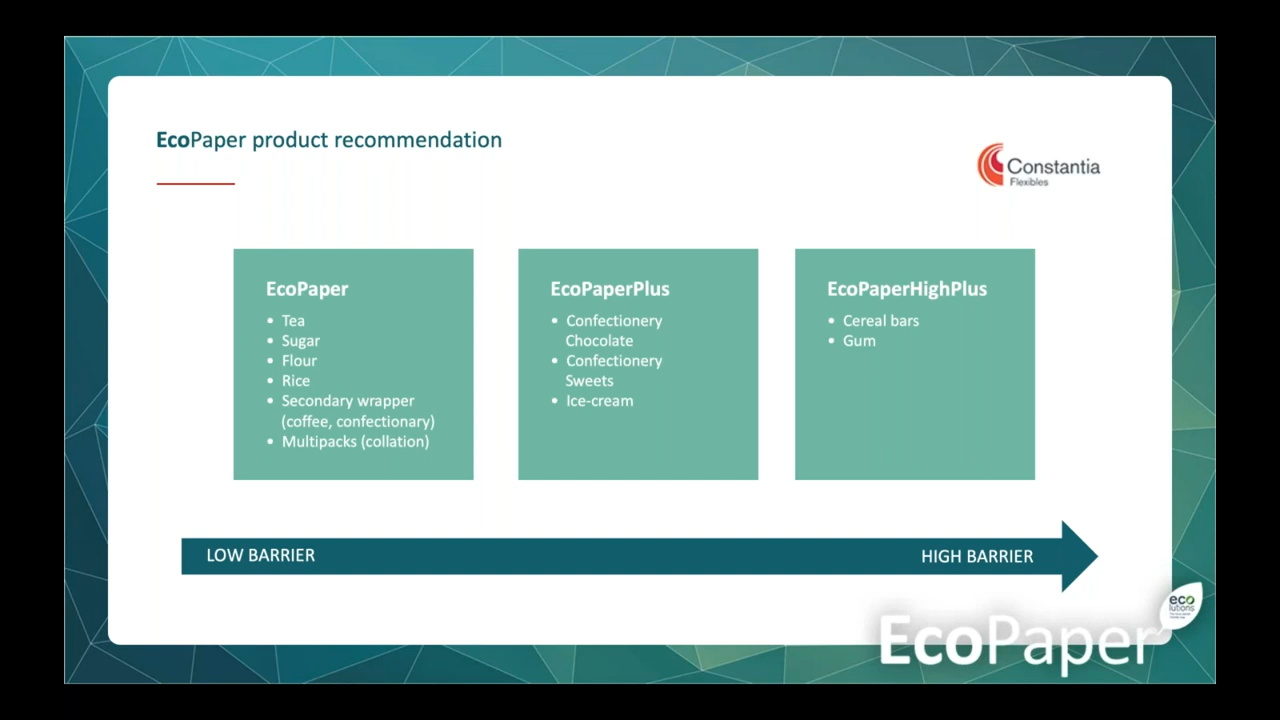 EcoPaper product recommendation
Constantia
Flexibles
EcoPaper
• Tea
• Sugar
• Flour
• Rice
• Secondary wrapper
(coffee, confectionary)
• Multipacks (collation)
EcoPaperPlus
• Confectionery
Chocolate
• Confectionery
Sweets
• Ice-cream
EcoPaperHighPlus
• Cereal bars
• Gum
LOW BARRIER
HIGH BARRIER
eco
lutions
EcoPaper